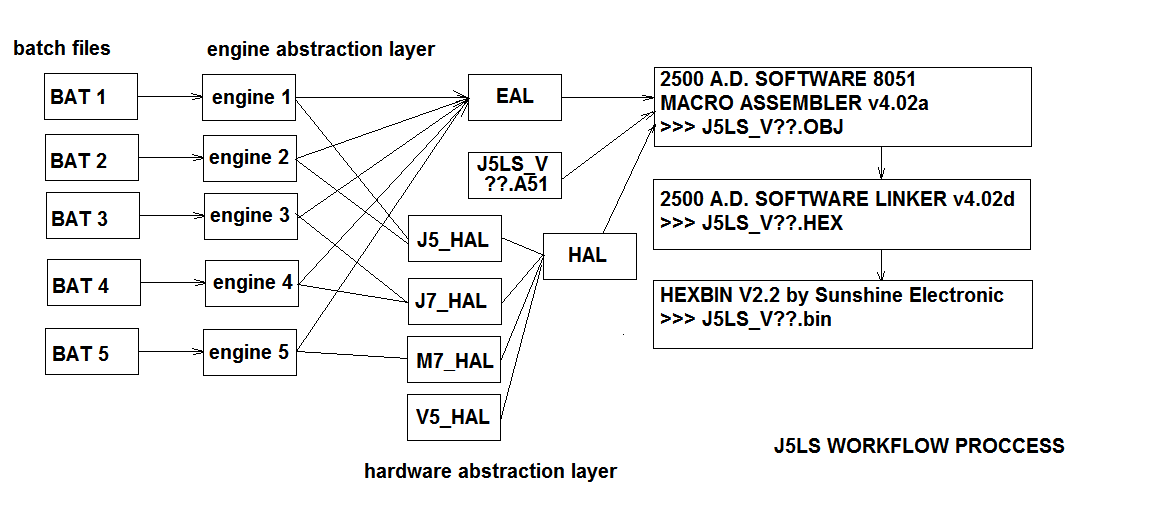 batch files
engine abstraction layer
BAT 1
engine 1
EAL
2500 A.D. SOFTWARE 8051
MACRO ASSEMBLER v4.02a
>>> J5LS_V??.OBJ
BAT 2
engine 2
J5LS_V
??.A51
BAT 3
engine 3
J5_HAL
HAL
2500 A.D. SOFTWARE LINKER v4.02d
>>> J5LS_V??.HEX
BAT 4
engine 4
J7_HAL
HEXBIN V2.2 by Sunshine Electronic
>>> J5LS_V??.bin
BAT 5
engine 5
M7_HAL
V5_HAL
J5LS WORKFLOW PROCCESS
hardware abstraction layer